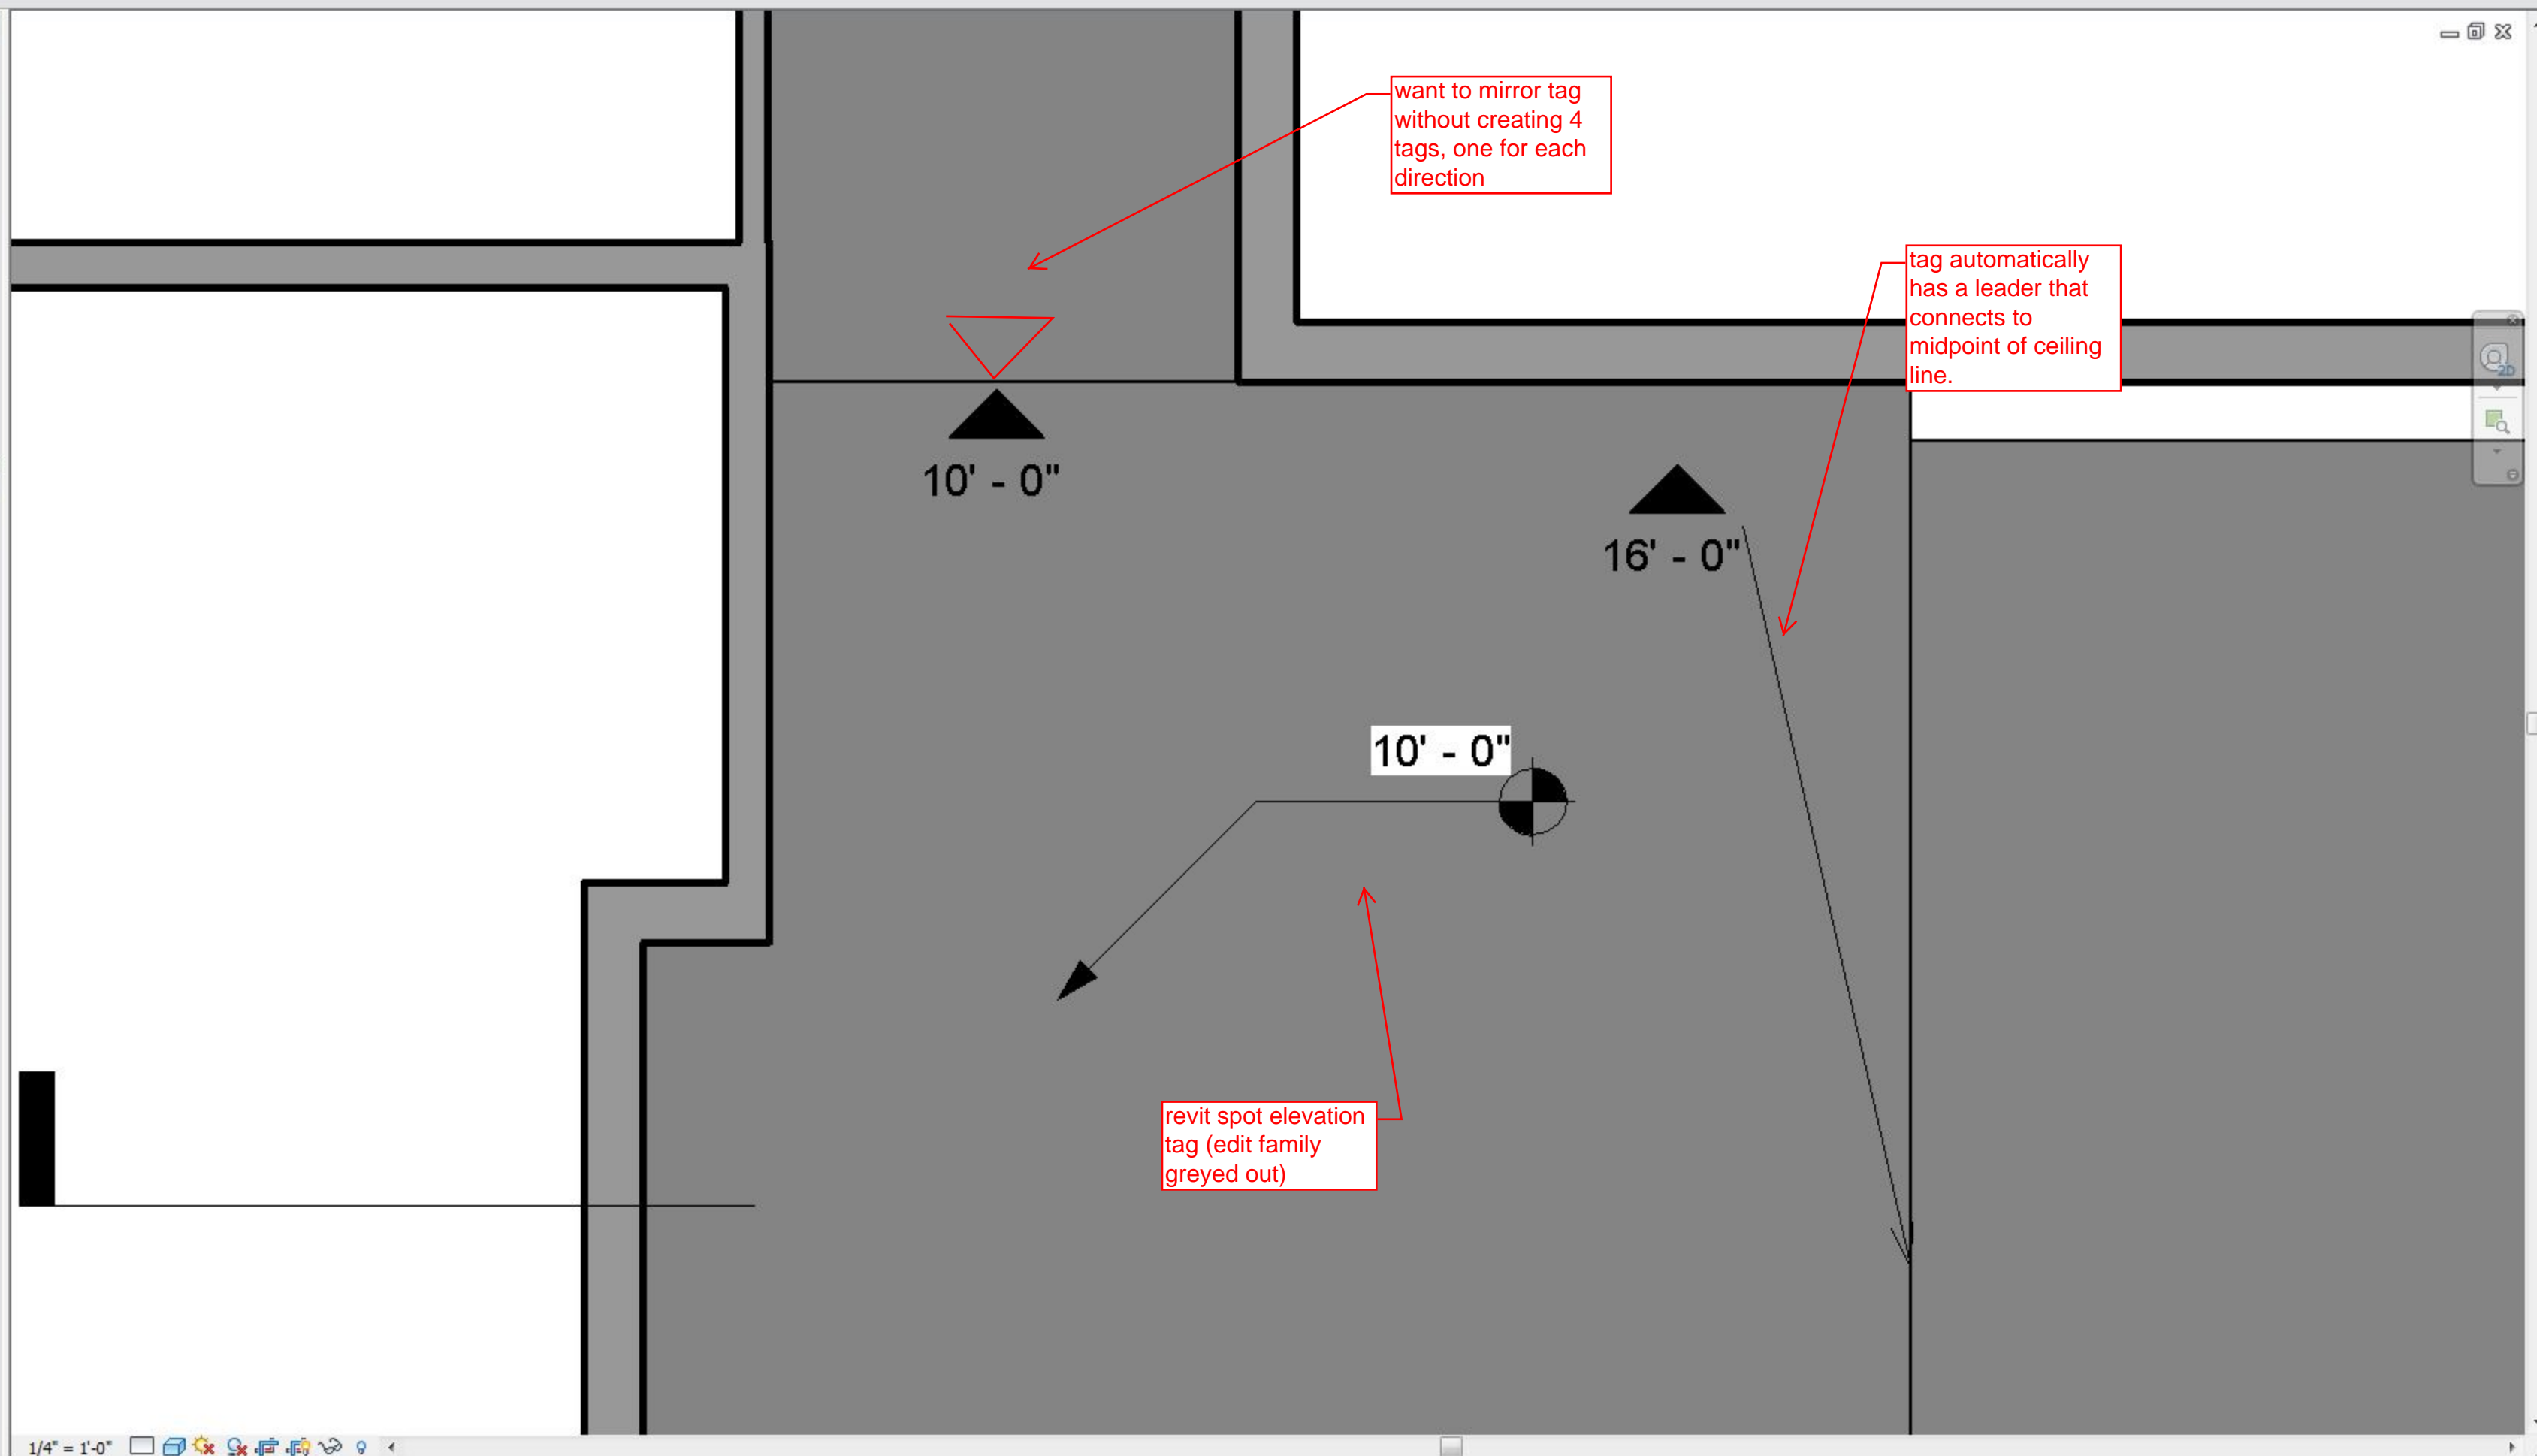 want to mirror tag
without creating 4
tags, one for each
direction
tag automatically
has a leader that
connects to
midpoint of ceiling
line.
2D
10' - 0"
16' - 0"
10' - 0"
revit spot elevation
tag (edit family
greyed out)
1/4" = 1'-0"